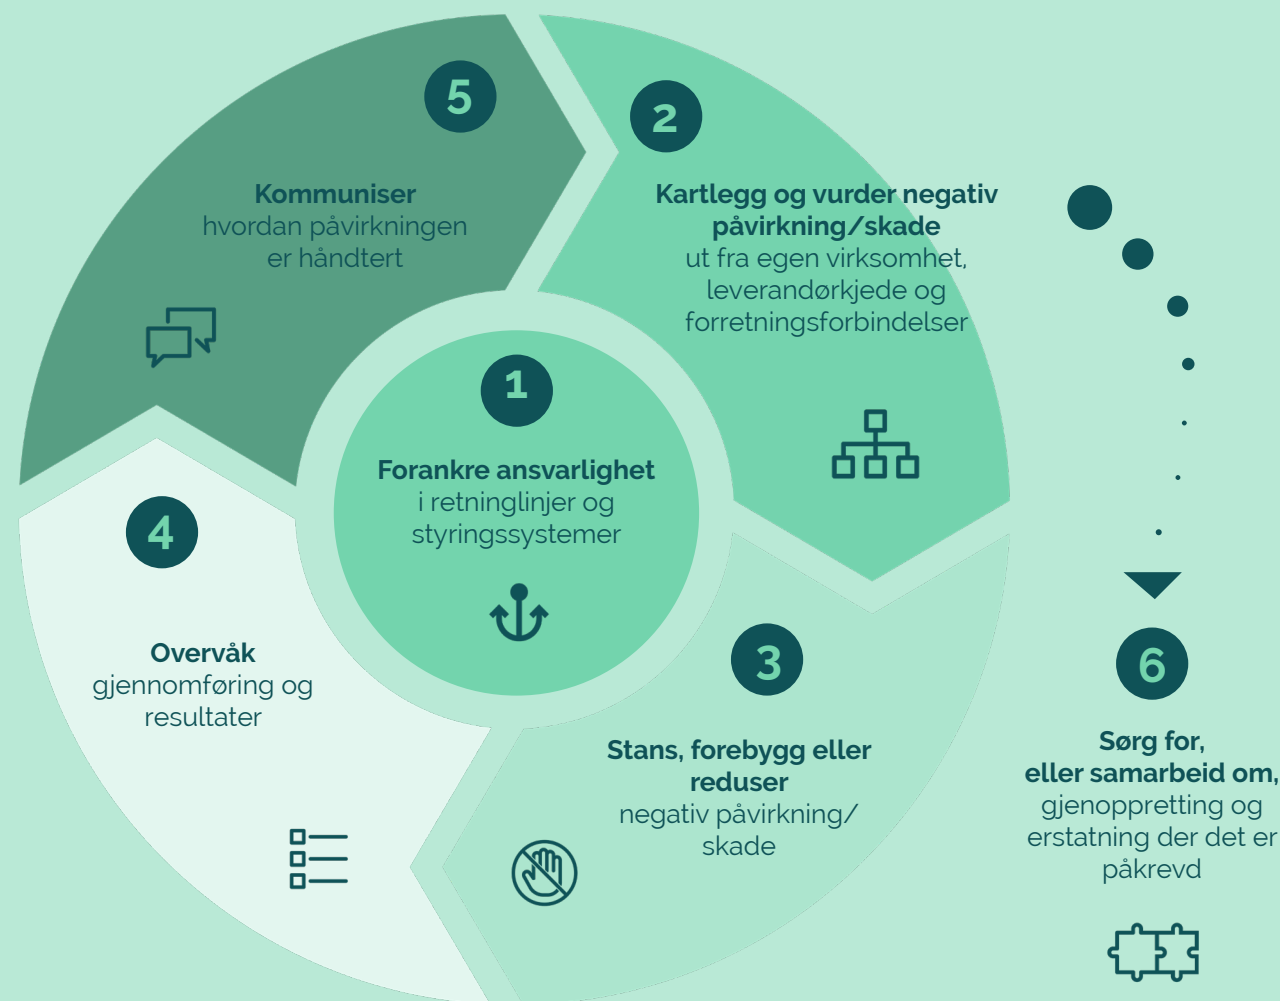 1
Forankre ansvarlighet
i retninglinjer og
styringssystemer
2
Kartlegg og vurder negativ
påvirkning/skade
ut fra egen virksomhet,
leverandørkjede og
forretningsforbindelser
3
Stans, forebygg eller
reduser
negativ påvirkning/
skade
4
Overvåk
gjennomføring og
resultater
5
Kommuniser
hvordan påvirkningen
er håndtert
6
Sørg for,
eller samarbeid om,
gjenoppretting og
erstatning der det er
påkrevd